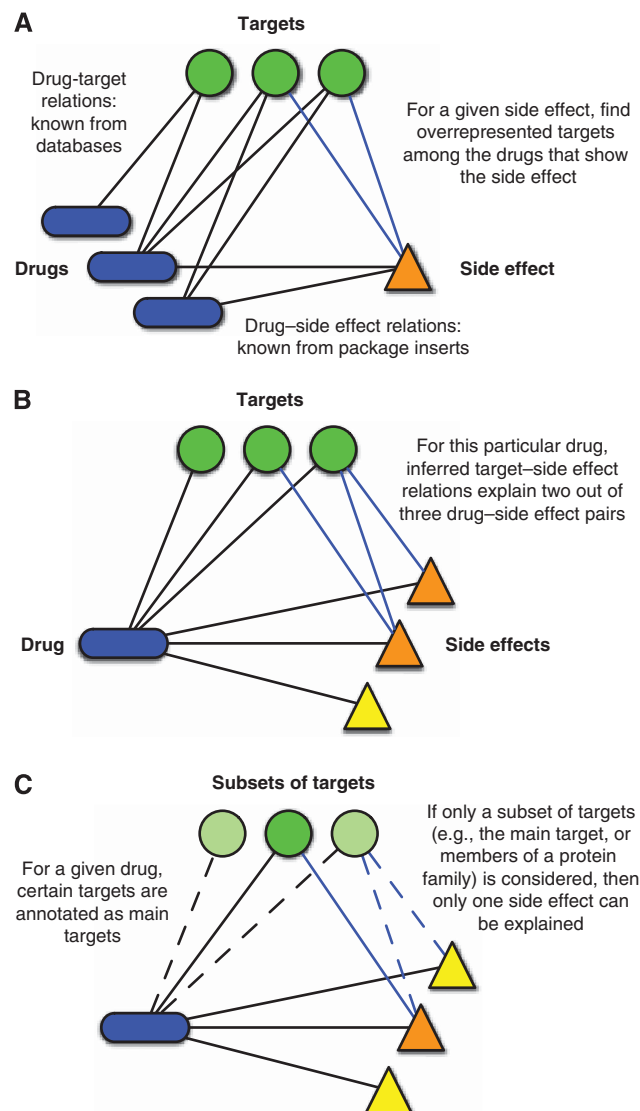 A
Targets
Drug-target
relations:
known from
databases
For a given side effect, find
overrepresented targets
among the drugs that show
the side effect
Drugs
Side effect
Drug–side effect relations:
known from package inserts
B
Targets
For this particular drug,
inferred target–side effect
relations explain two out of
three drug–side effect pairs
Drug
Side effects
C
Subsets of targets
For a given drug,
certain targets are
annotated as main
targets
If only a subset of targets
(e.g., the main target, or
members of a protein
family) is considered, then
only one side effect can
be explained